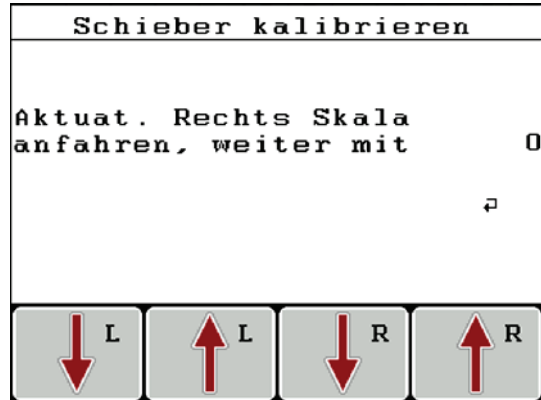 Schieber kalibrieren
Aktuat. Rechts Skala
anfahren, weiter mit 0
L L R R